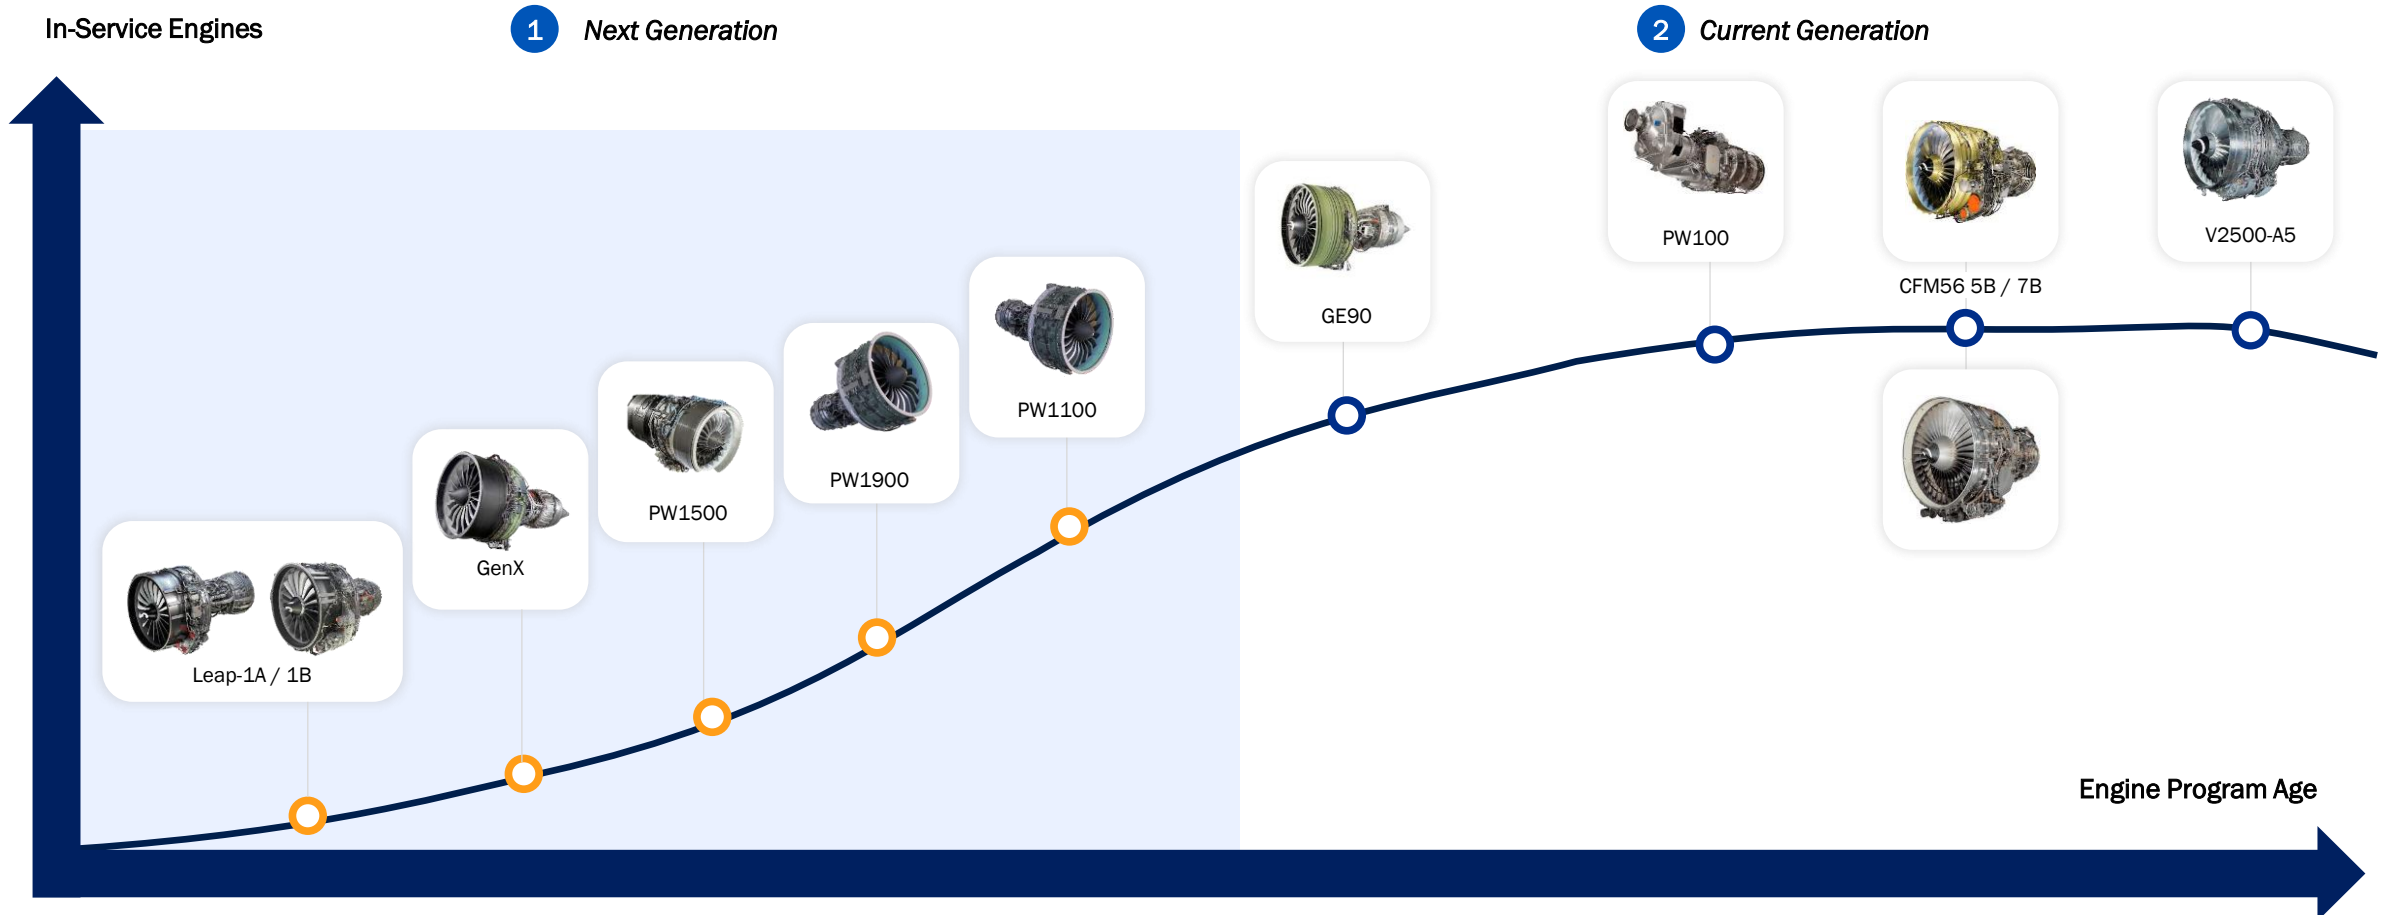 In-Service Engines
1 Next Generation
2 Current Generation
PW100
V2500-A5
CFM56 5B / 7B
GE90
PW1100
PW1900
PW1500
GenX
Leap-1A / 1B
Engine Program Age